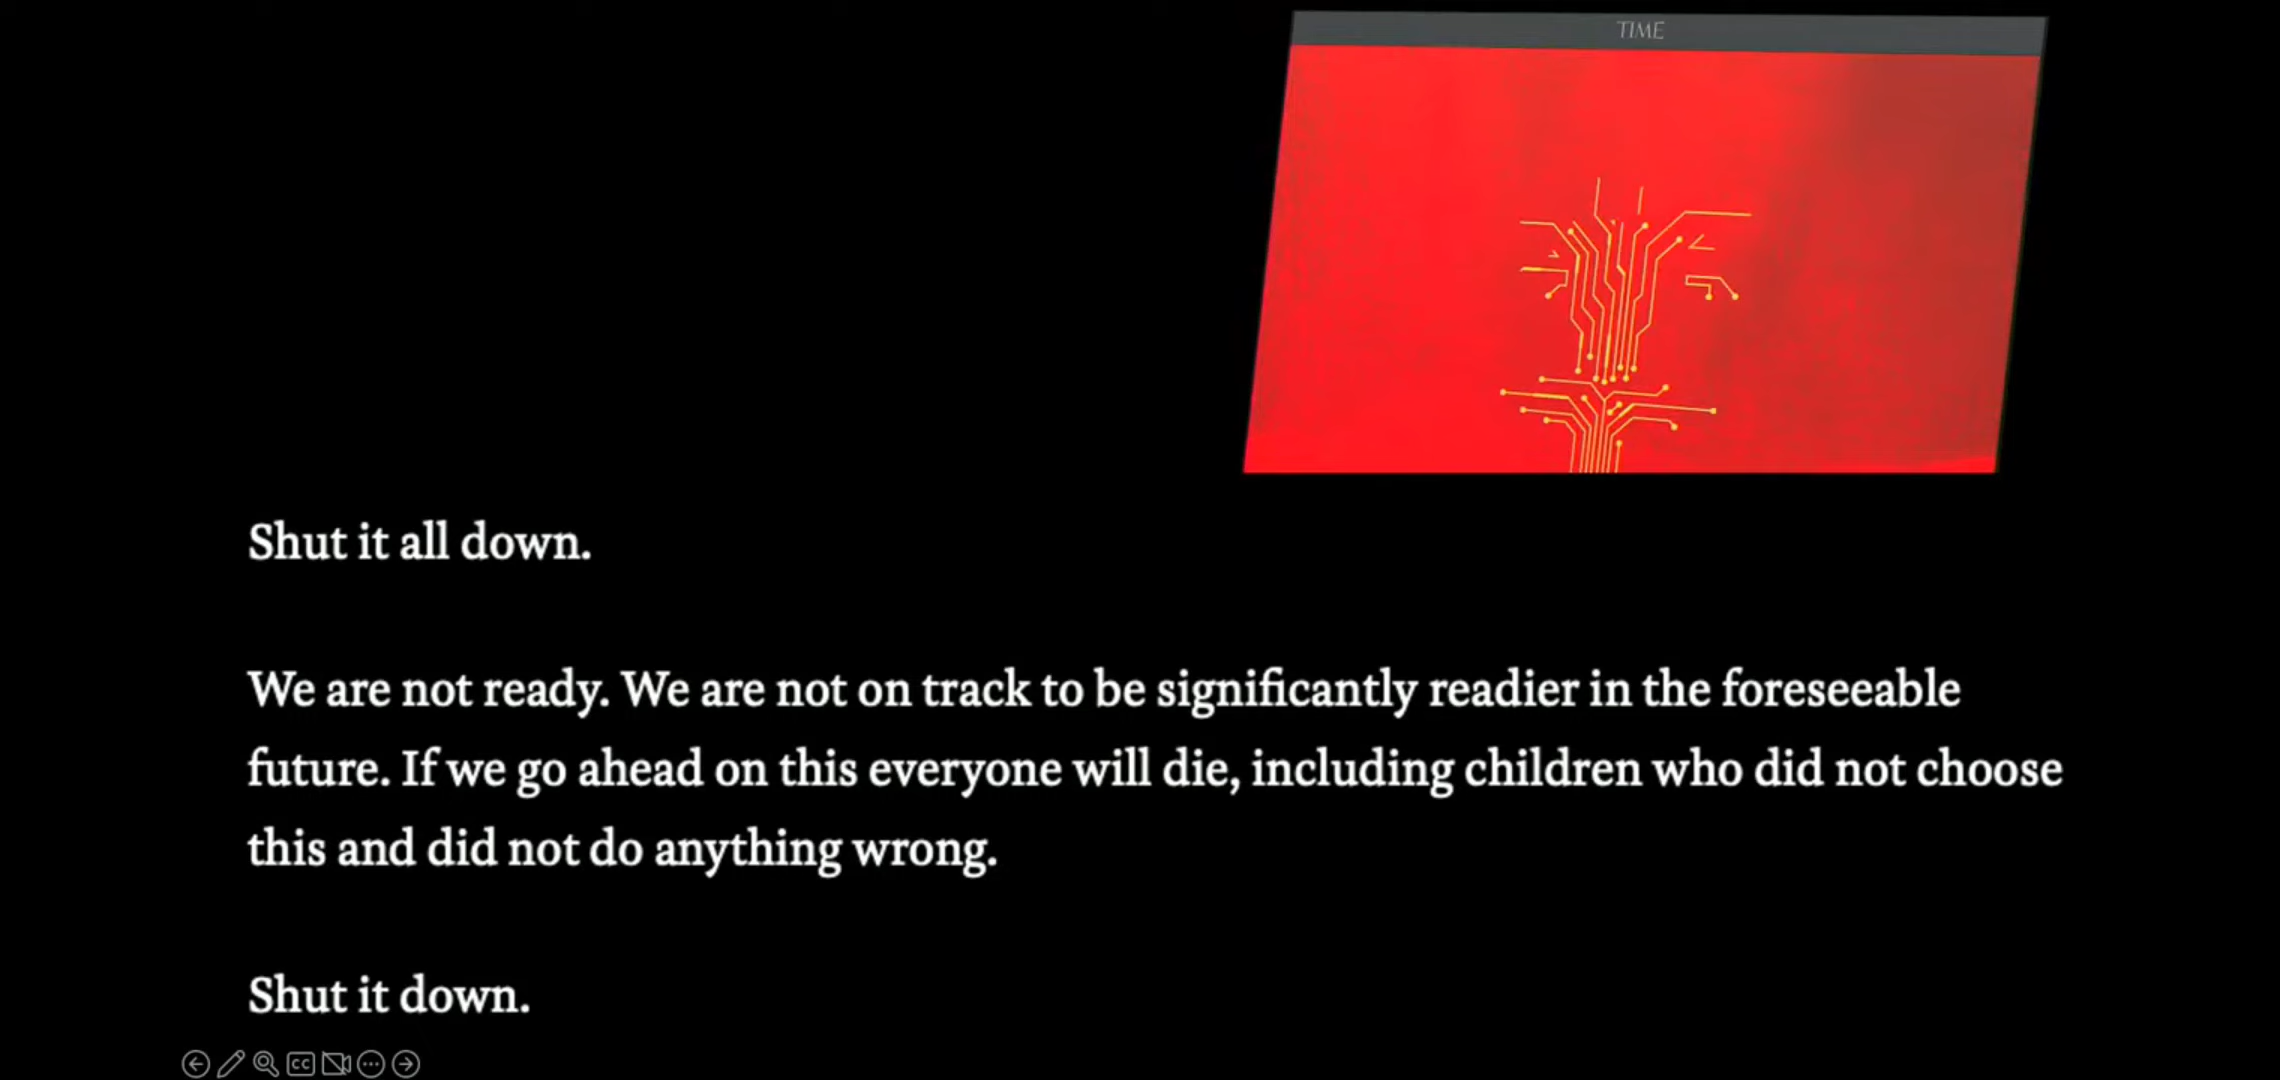 TIME
Shut it all down.
We are not ready. We are not on track to be significantly readier in the foreseeable
future. If we go ahead on this everyone will die, including children who did not choose
this and did not do anything wrong.
Shut it down.
CC